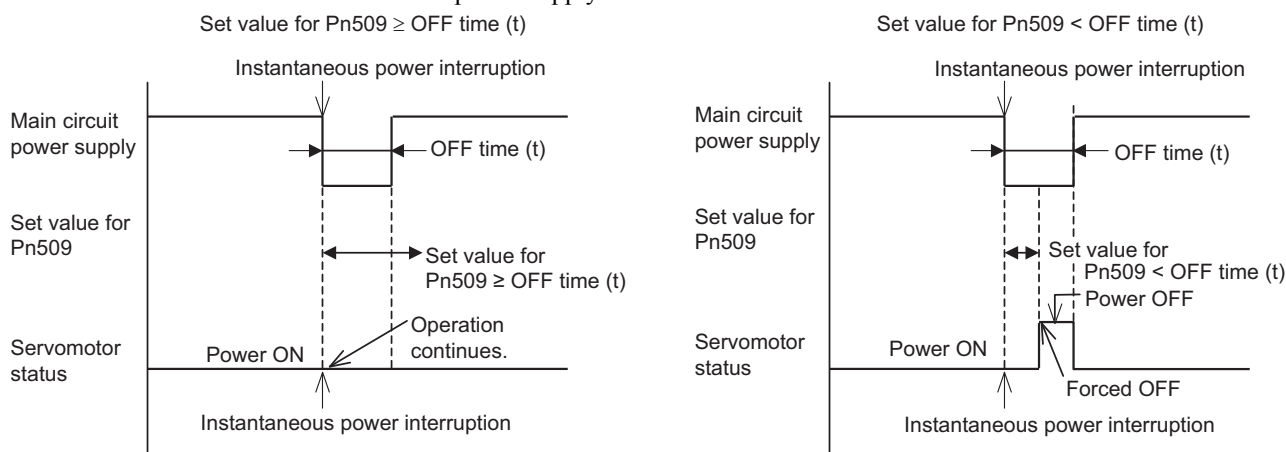 Set value for Pn509 ≥ OFF time (t)
Instantaneous power interruption
Main circuit
power supply
OFF time (t)
Set value for
Pn509
Set value for
Pn509 ≥ OFF time (t)
Operation
continues.
Servomotor
status
Power ON
Instantaneous power interruption
Set value for Pn509 < OFF time (t)
Instantaneous power interruption
Main circuit
power supply
OFF time (t)
Set value for
Pn509
Set value for
Pn509 < OFF time (t)
Power OFF
Servomotor
status
Power ON
Forced OFF
Instantaneous power interruption